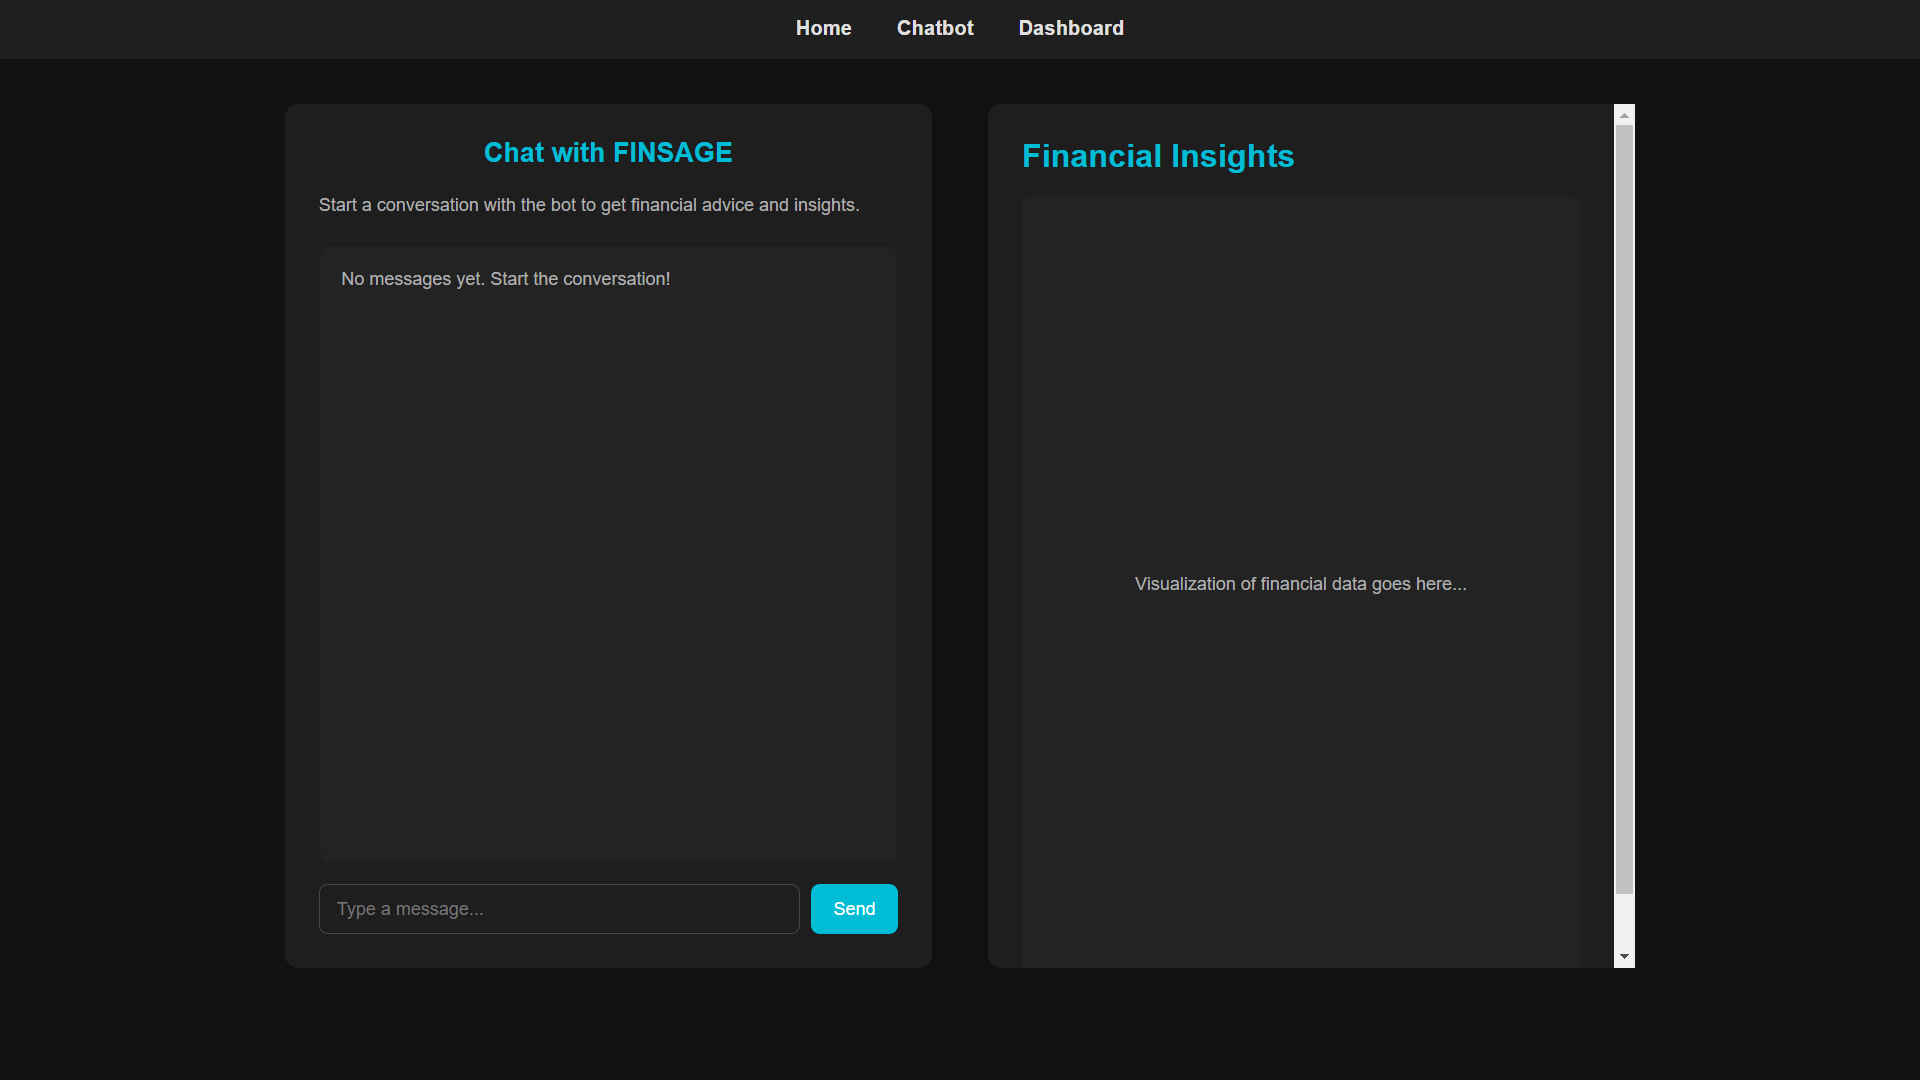 Home Chatbot Dashboard
Chat with FINSAGE
Start a conversation with the bot to get financial advice and insights.
No messages yet. Start the conversation!
Type a message...
Send
Financial Insights
Visualization of financial data goes here...